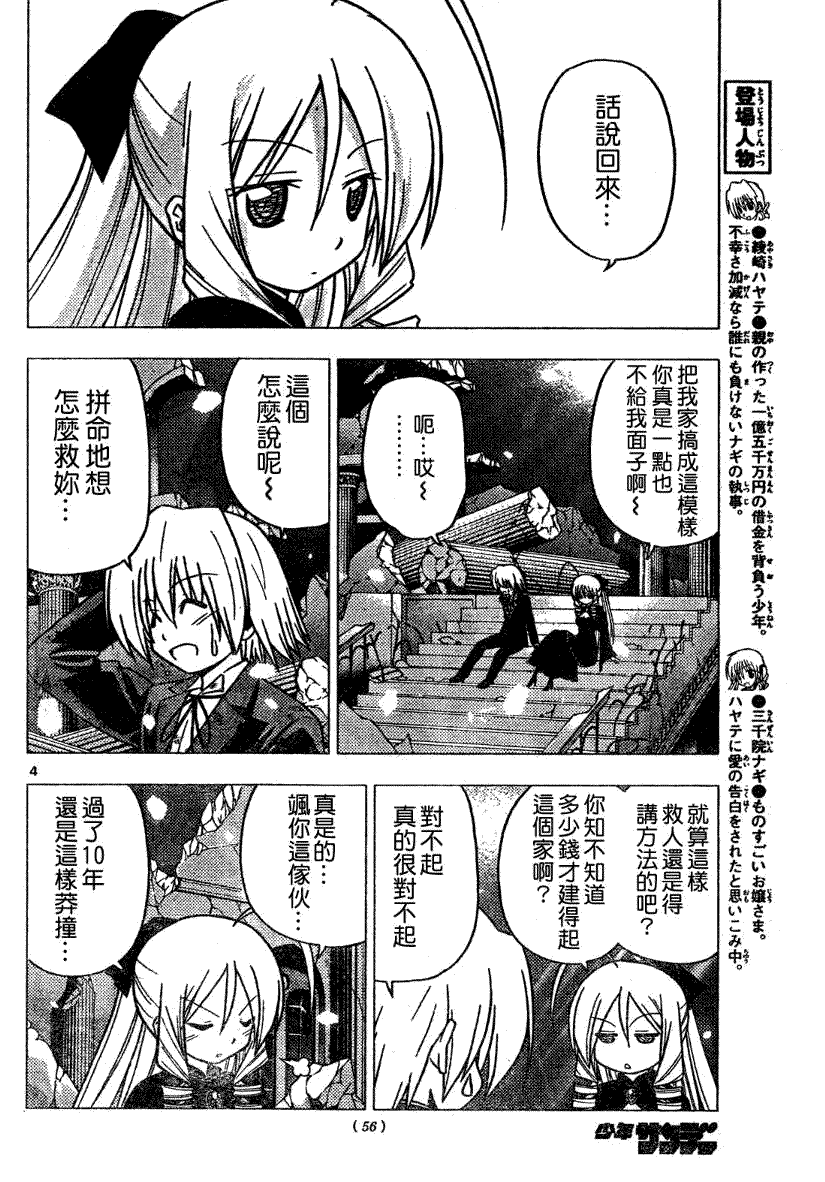 話說回來…
把我家搞成這模樣
你真是一點也
不給我面子啊～
呃…哎
………
這個
怎麼說呢～
拼命地想
怎麼救妳…
就算這樣
救人還是得
講方法的吧？
你知不知道
多少錢才建得起
這個家啊？
對不起
真的很對不起
真是的…
颯你這傢伙…
過了10年
還是這樣莽撞…
登場人物
●綾崎ハヤテ●親の作った一億五千万円の借金を背負う少年。
不幸さ加減なら誰にも負けないナギの執事。
●三千院ナギ●ものすごいお嬢さま。
ハヤテに愛の告白をされたと思いこみ中。
4
(56)
少年サンデー